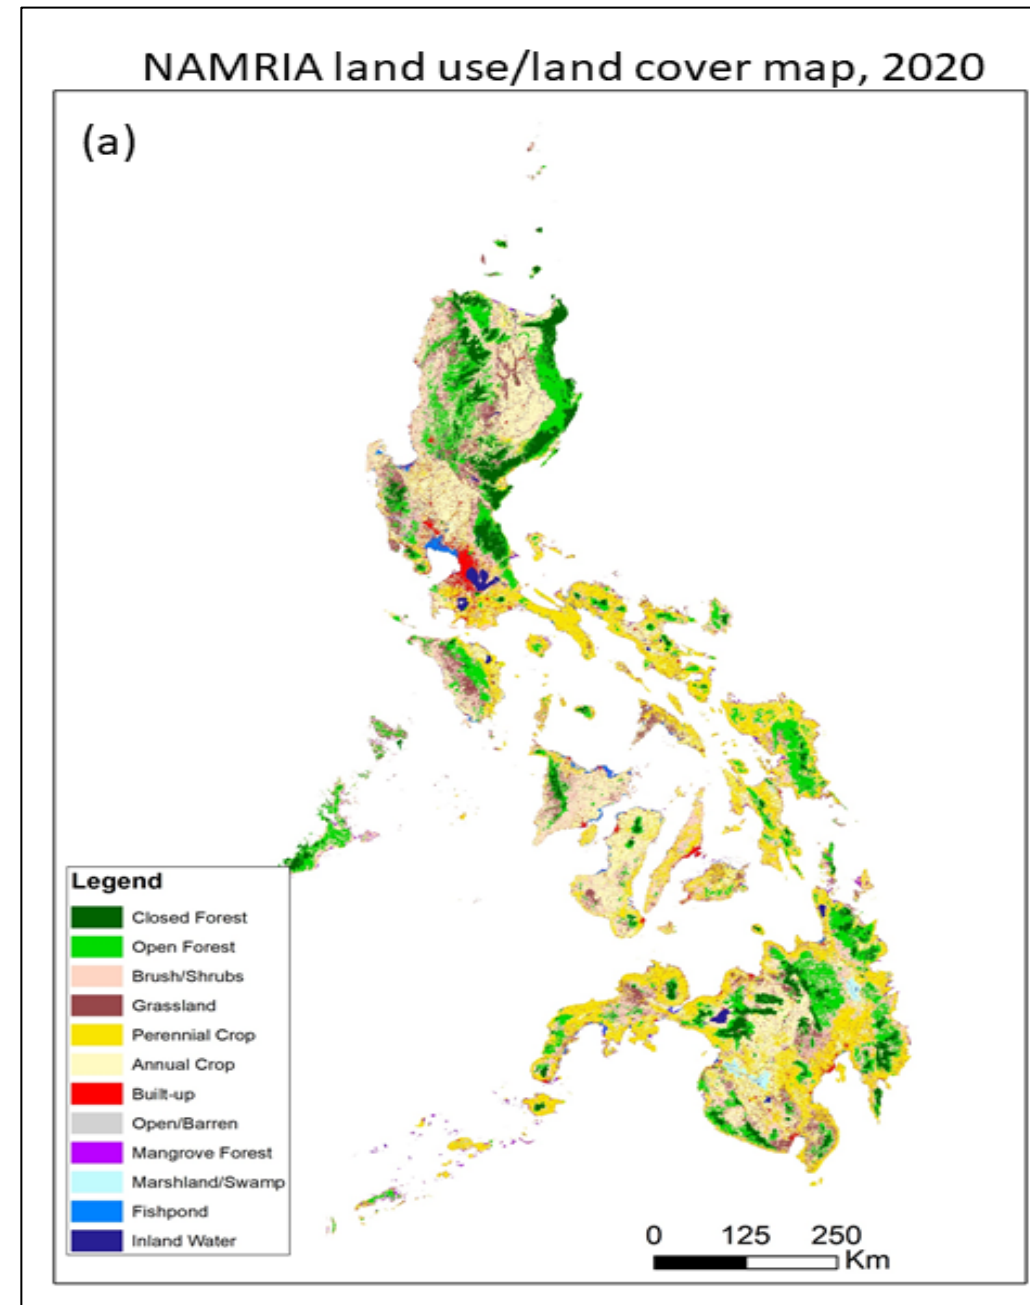 NAMRIA land use/land cover map, 2020
(a)
Legend
Closed Forest
Open Forest
Brush/Shrubs
Grassland
Perennial Crop
Annual Crop
Built-up
Open/Barren
Mangrove Forest
Marshland/Swamp
Fishpond
Inland Water
0 125 250
Km